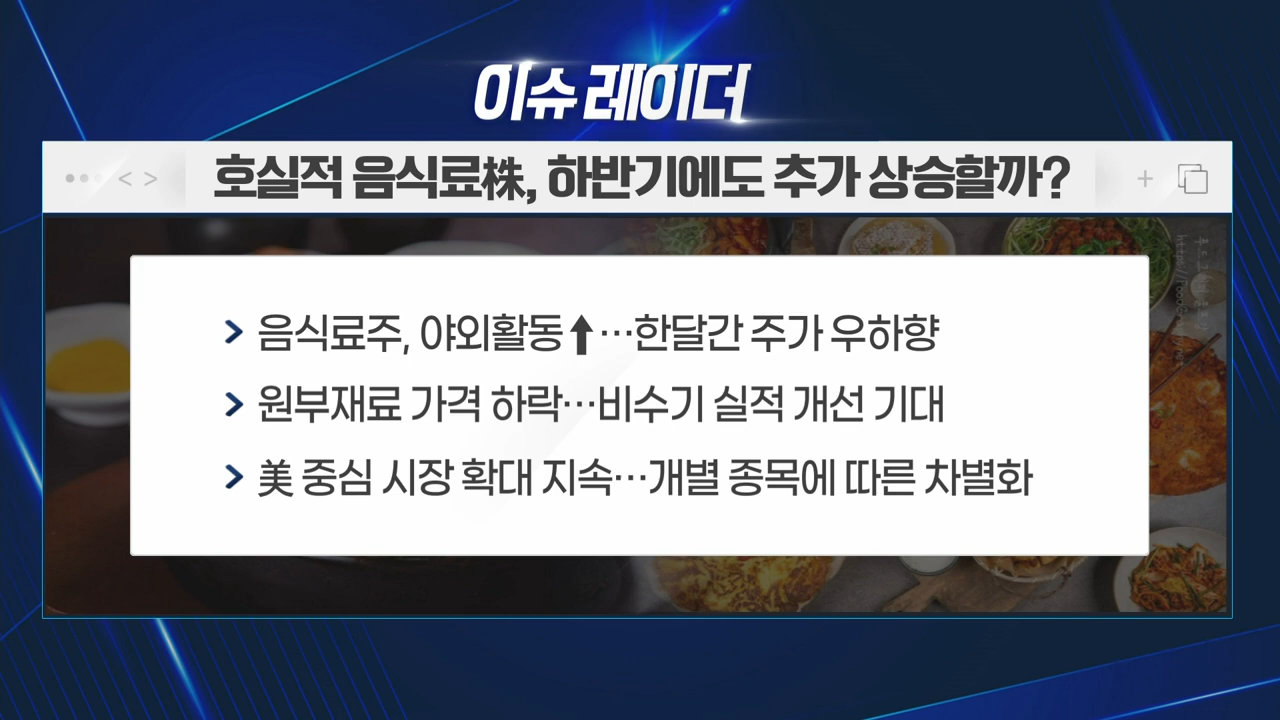 이슈 레이더
호실적 음식료株, 하반기에도 추가 상승할까?
음식료주, 야외활동⬆…한달간 주가 우하향
원부재료 가격 하락…비수기 실적 개선 기대
美 중심 시장 확대 지속…개별 종목에 따른 차별화